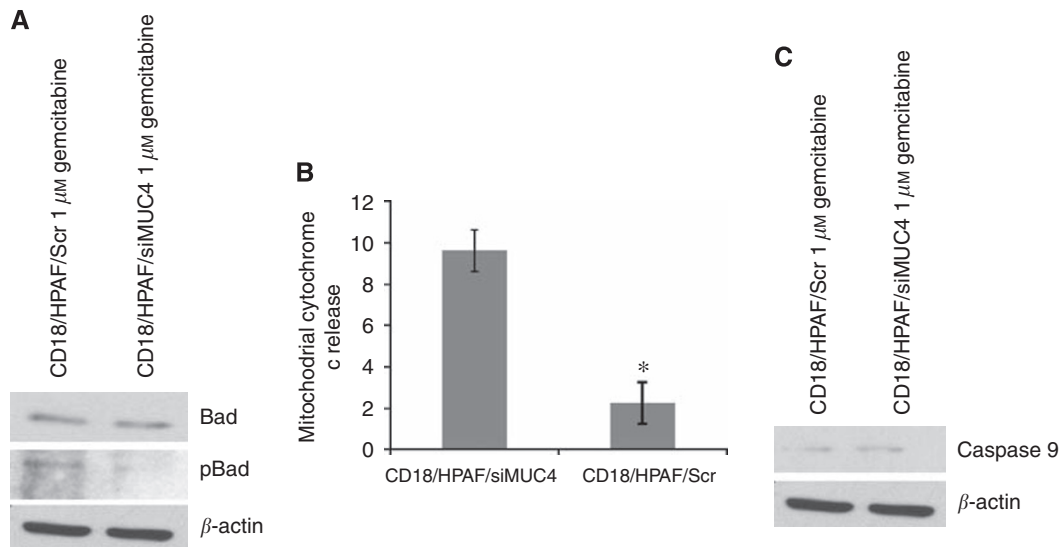 A
CD18/HPAF/Scr 1 μM gemcitabine
CD18/HPAF/siMUC4 1 μM gemcitabine
Bad
pBad
β-actin
B
Mitochodrial cytochrome
c release
12
10
8
6
4
2
0
*
CD18/HPAF/siMUC4
CD18/HPAF/Scr
C
CD18/HPAF/Scr 1 μM gemcitabine
CD18/HPAF/siMUC4 1 μM gemcitabine
Caspase 9
β-actin